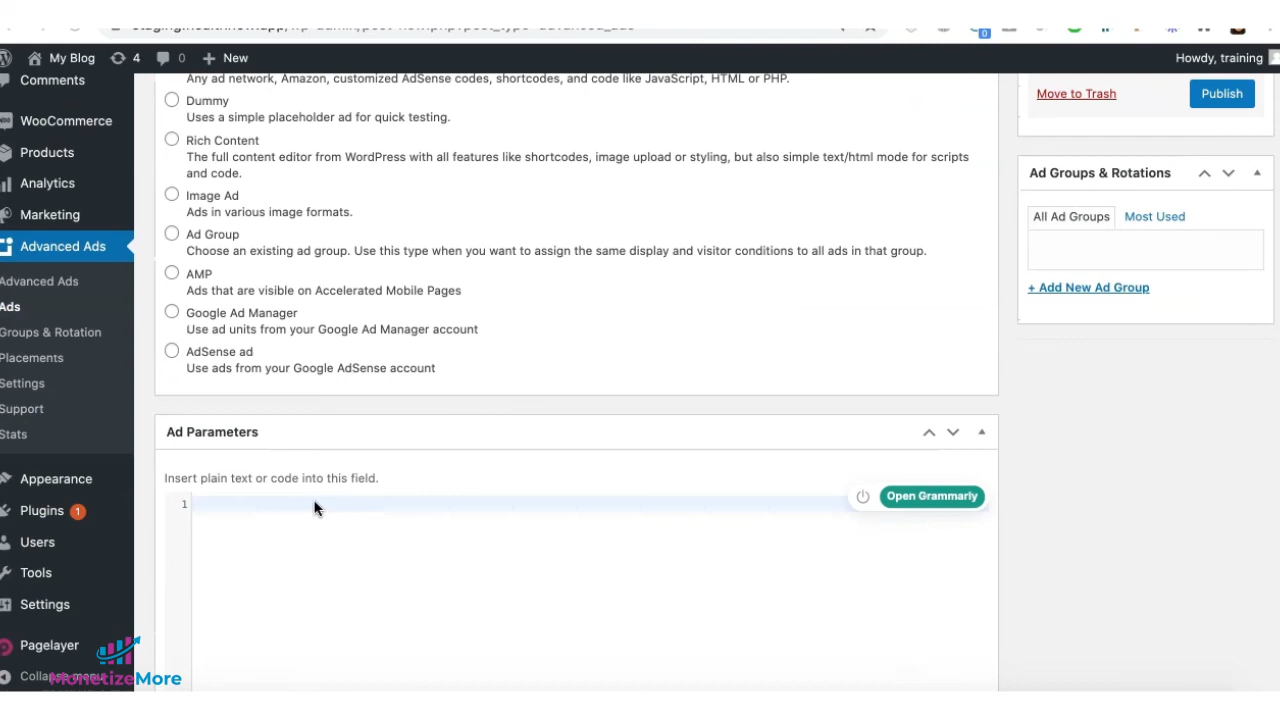 My Blog
4
0
New
Howdy, training
Comments
WooCommerce
Products
Analytics
Marketing
Advanced Ads
Advanced Ads
Ads
Groups & Rotation
Placements
Settings
Support
Stats
Appearance
Plugins 1
Users
Tools
Settings
Pagelayer
MonetizeMore
Any ad network, Amazon, customized AdSense codes, shortcodes, and code like JavaScript, HTML or PHP.
Dummy
Uses a simple placeholder ad for quick testing.
Rich Content
The full content editor from WordPress with all features like shortcodes, image upload or styling, but also simple text/html mode for scripts
and code.
Image Ad
Ads in various image formats.
Ad Group
Choose an existing ad group. Use this type when you want to assign the same display and visitor conditions to all ads in that group.
AMP
Ads that are visible on Accelerated Mobile Pages
Google Ad Manager
Use ad units from your Google Ad Manager account
AdSense ad
Use ads from your Google AdSense account
Ad Parameters
Insert plain text or code into this field.
1
Open Grammarly
Move to Trash
Publish
Ad Groups & Rotations
All Ad Groups
Most Used
+ Add New Ad Group
0